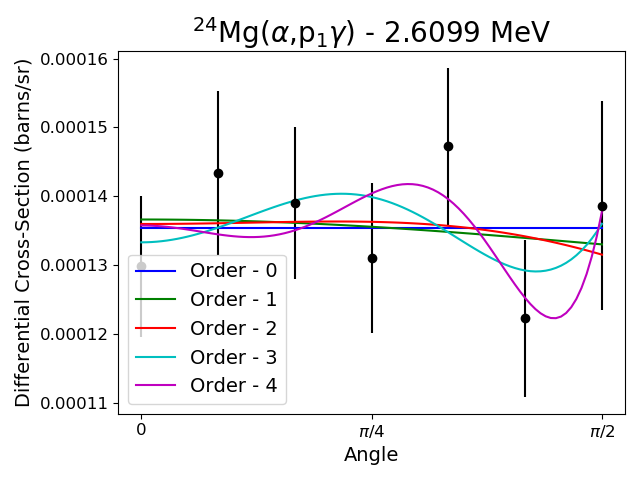 ²⁴Mg(α,p₁γ) - 2.6099 MeV
Differential Cross-Section (barns/sr)
0.00016
0.00015
0.00014
0.00013
0.00012
0.00011
Order - 0
Order - 1
Order - 2
Order - 3
Order - 4
0
π/4
π/2
Angle